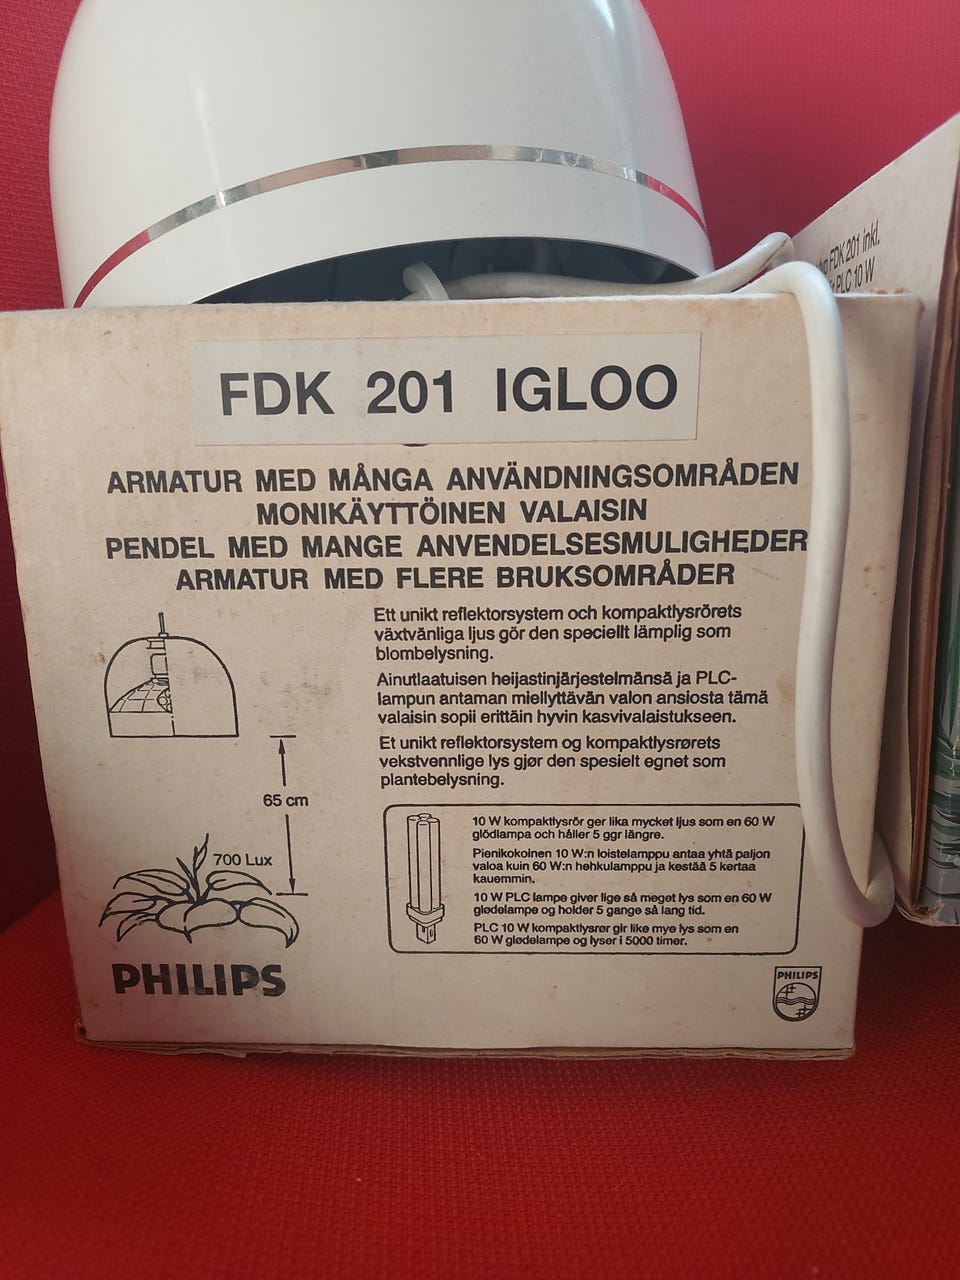 FDK 201 inkl.
PLC 10 W
FDK 201 IGLOO
ARMATUR MED MÅNGA ANVÄNDNINGSOMRÅDEN
MONIKÄYTTÖINEN VALAISIN
PENDEL MED MANGE ANVENDELSESMULIGHEDER
ARMATUR MED FLERE BRUKSOMRÅDER
Ett unikt reflektorsystem och kompaktlysrörets
växtvänliga ljus gör den speciellt lämplig som
blombelysning.
Ainutlaatuisen heijastinjärjestelmänsä ja PLC-
lampun antaman miellyttävän valon ansiosta tämä
valaisin sopii erittäin hyvin kasvivalaistukseen.
Et unikt reflektorsystem og kompaktlysrørets
vekstvennlige lys gjør den spesielt egnet som
plantebelysning.
65 cm
700 Lux
10 W kompaktlysrör ger lika mycket ljus som en 60 W
glödlampa och håller 5 ggr längre.
Pienikokoinen 10 W:n loistelamppu antaa yhtä paljon
valoa kuin 60 W:n hehkulamppu ja kestää 5 kertaa
kauemmin.
10 W PLC lampe giver lige så meget lys som en 60 W
glødelampe og holder 5 gange så lang tid.
PLC 10 W kompaktlysrør gir like mye lys som en
60 W glødelampe og lyser i 5000 timer.
PHILIPS
PHILIPS